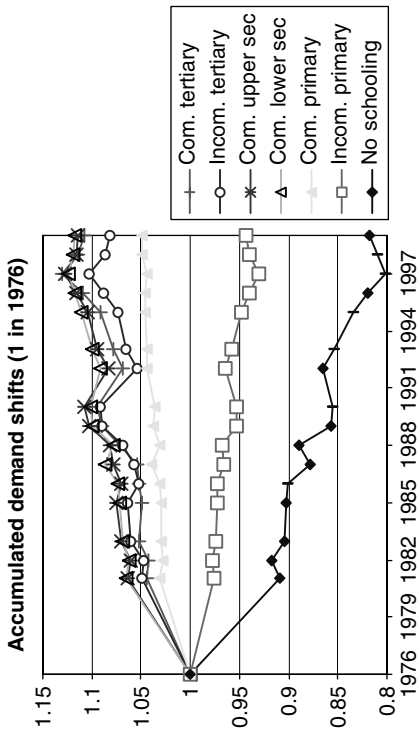 Accumulated demand shifts (1 in 1976)
1.15
1.1
1.05
1
0.95
0.9
0.85
0.8
1976
1979
1982
1985
1988
1991
1994
1997
Com. tertiary
Incom. tertiary
Com. upper sec
Com. lower sec
Com. primary
Incom. primary
No schooling